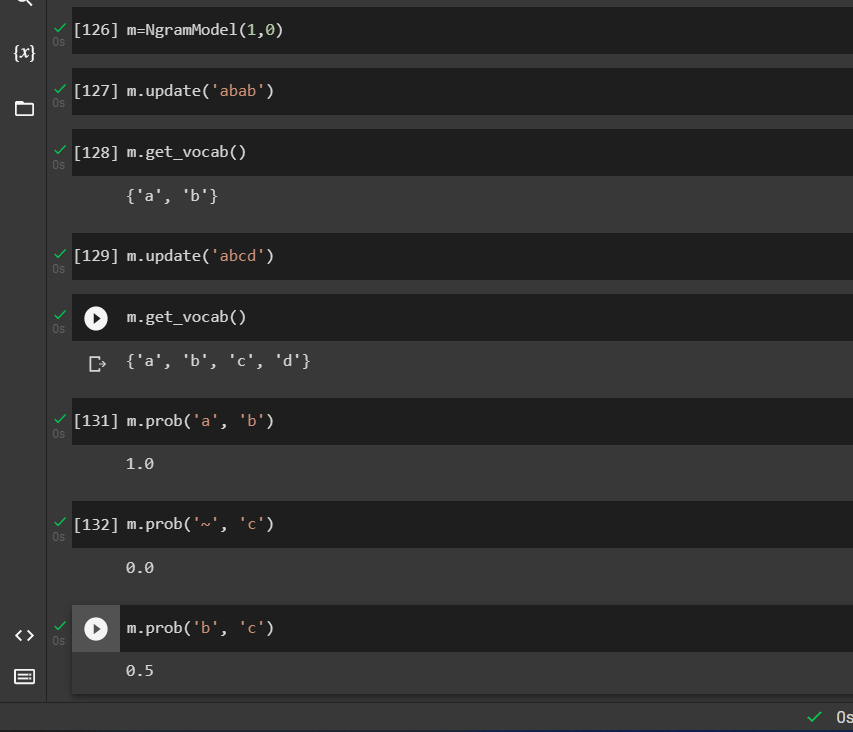 [126] m=NgramModel(1,0)
0s
{x}
[127] m.update('abab')
0s
[128] m.get_vocab()
0s
{'a', 'b'}
[129] m.update('abcd')
0s
m.get_vocab()
0s
{'a', 'b', 'c', 'd'}
[131] m.prob('a', 'b')
0s
1.0
[132] m.prob('~', 'c')
0s
0.0
m.prob('b', 'c')
0s
0.5
0s